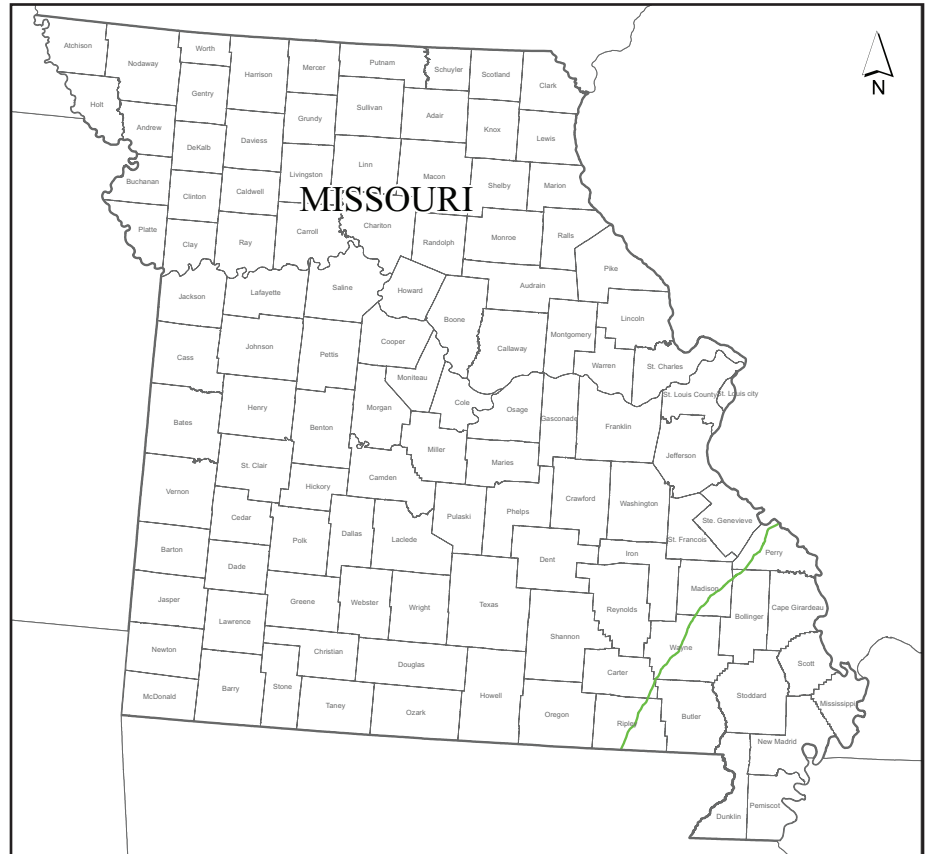 N
Atchison
Nodaway
Worth
Harrison
Mercer
Putnam
Schuyler
Scotland
Clark
Holt
Andrew
Gentry
Grundy
Sullivan
Adair
Knox
Lewis
DeKalb
Daviess
Linn
Macon
Shelby
Marion
Buchanan
Clinton
Caldwell
Livingston
MISSOURI
Platte
Clay
Ray
Carroll
Chariton
Randolph
Monroe
Ralls
Pike
Jackson
Lafayette
Saline
Howard
Boone
Audrain
Lincoln
Cass
Johnson
Pettis
Cooper
Callaway
Montgomery
Warren
St. Charles
Moniteau
Cole
Osage
Gasconade
Franklin
St. Louis County
St. Louis city
Bates
Henry
Benton
Morgan
Miller
Maries
Jefferson
Vernon
St. Clair
Hickory
Camden
Pulaski
Phelps
Crawford
Washington
Ste. Genevieve
St. Francois
Cedar
Polk
Dallas
Laclede
Dent
Iron
Perry
Barton
Dade
Madison
Jasper
Lawrence
Greene
Webster
Wright
Texas
Reynolds
Bollinger
Cape Girardeau
Newton
Christian
Douglas
Shannon
Carter
Wayne
Scott
McDonald
Barry
Stone
Taney
Ozark
Howell
Oregon
Ripley
Butler
Stoddard
Mississippi
New Madrid
Dunklin
Pemiscot